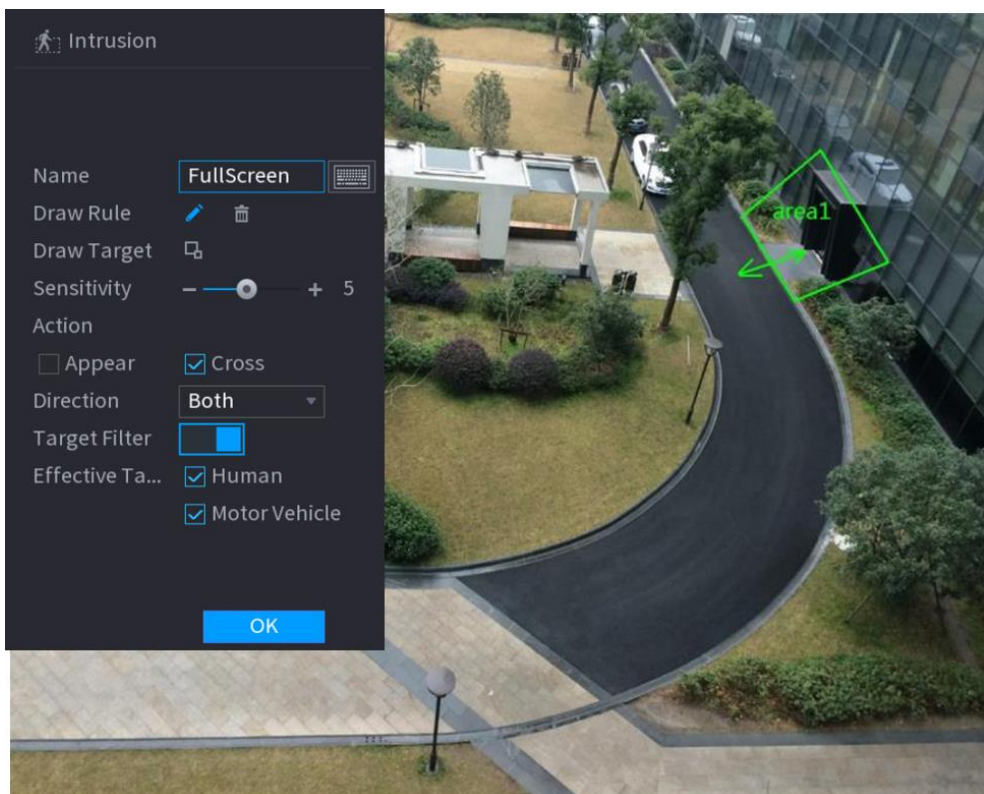 Intrusion
Name FullScreen
Draw Rule
Draw Target
Sensitivity 5
Action
Appear Cross
Direction Both
Target Filter
Effective Ta... Human
Motor Vehicle
OK
area1